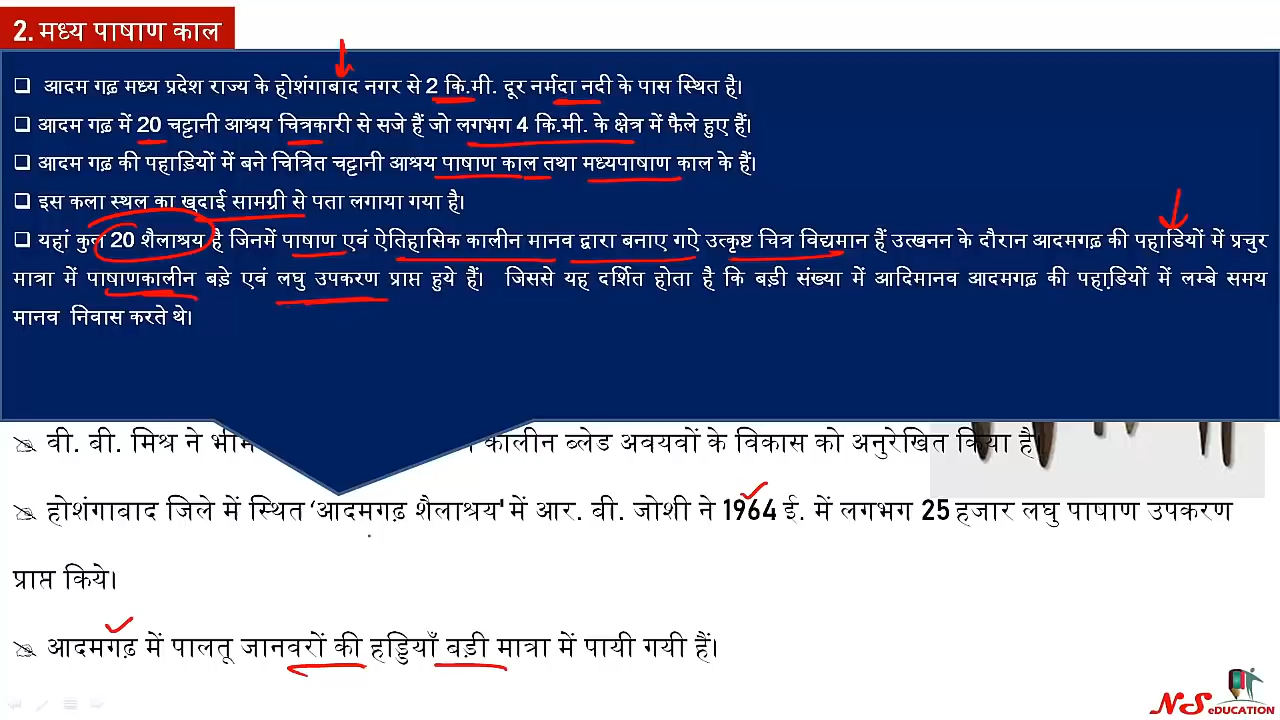 2. मध्य पाषाण काल
आदम गढ़ मध्य प्रदेश राज्य के होशंगाबाद नगर से 2 कि.मी. दूर नर्मदा नदी के पास स्थित है।
आदम गढ़ में 20 चट्टानी आश्रय चित्रकारी से सजे हैं जो लगभग 4 कि.मी. के क्षेत्र में फैले हुए हैं।
आदम गढ़ की पहाड़ियों में बने चित्रित चट्टानी आश्रय पाषाण काल तथा मध्यपाषाण काल के हैं।
इस कला स्थल का खुदाई सामग्री से पता लगाया गया है।
यहां कुल 20 शैलाश्रय है जिनमें पाषाण एवं ऐतिहासिक कालीन मानव द्वारा बनाए गऐ उत्कृष्ट चित्र विद्यमान हैं उत्खनन के दौरान आदमगढ़ की पहाडियों में प्रचुर
मात्रा में पाषाणकालीन बड़े एवं लघु उपकरण प्राप्त हुये हैं। जिससे यह दर्शित होता है कि बड़ी संख्या में आदिमानव आदमगढ़ की पहाडियों में लम्बे समय
मानव निवास करते थे।
वी. बी. मिश्र ने कालीन ब्लेड अवयवों के विकास को अनुरेखित किया है।
होशंगाबाद जिले में स्थित 'आदमगढ़ शैलाश्रय' में आर. वी. जोशी ने 1964 ई. में लगभग 25 हजार लघु पाषाण उपकरण
प्राप्त किये।
आदमगढ़ में पालतू जानवरों की हड्डियाँ बड़ी मात्रा में पायी गयी हैं।
NS eDUCATION